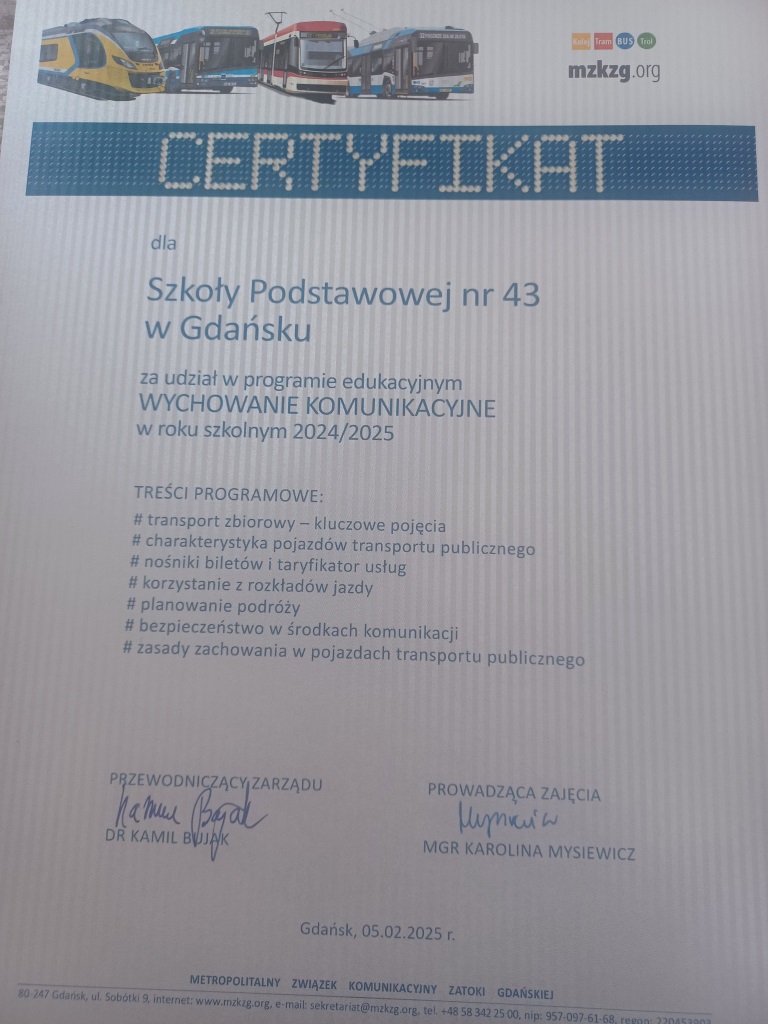 Kolej Tram BUS Trol
mzkzg.org
CERTYFIKAT
dla
Szkoły Podstawowej nr 43
w Gdańsku
za udział w programie edukacyjnym
WYCHOWANIE KOMUNIKACYJNE
w roku szkolnym 2024/2025
TREŚCI PROGRAMOWE:
# transport zbiorowy – kluczowe pojęcia
# charakterystyka pojazdów transportu publicznego
# nośniki biletów i taryfikator usług
# korzystanie z rozkładów jazdy
# planowanie podróży
# bezpieczeństwo w środkach komunikacji
# zasady zachowania w pojazdach transportu publicznego
PRZEWODNICZĄCY ZARZĄDU
Kamil Bujak
DR KAMIL BUJAK
PROWADZĄCA ZAJĘCIA
MGR KAROLINA MYSIEWICZ
Gdańsk, 05.02.2025 r.
METROPOLITALNY ZWIĄZEK KOMUNIKACYJNY ZATOKI GDAŃSKIEJ
80-247 Gdańsk, ul. Sobótki 9, internet: www.mzkzg.org, e-mail: sekretariat@mzkzg.org, tel. +48 58 342 25 00, nip: 957-097-61-68, regon: